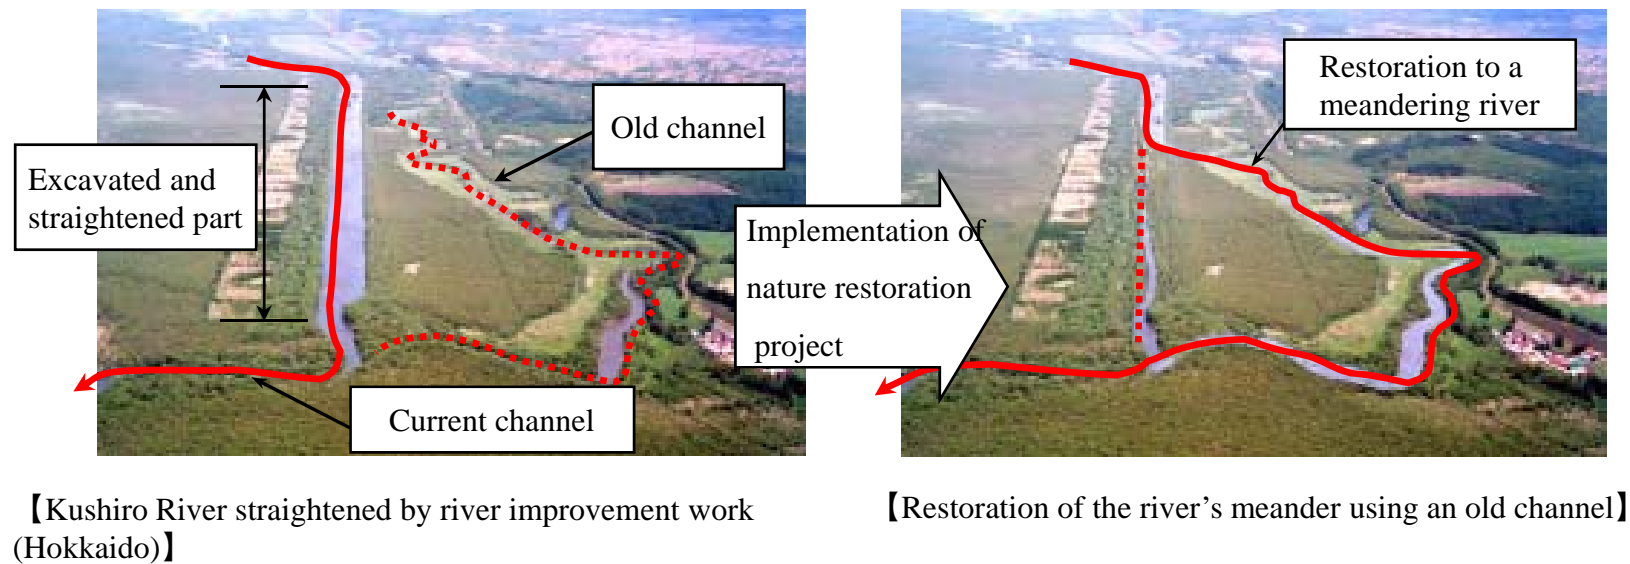 Old channel
Excavated and
straightened part
Current channel
Implementation of
nature restoration
project
Restoration to a
meandering river
【Kushiro River straightened by river improvement work
(Hokkaido)】
【Restoration of the river’s meander using an old channel】